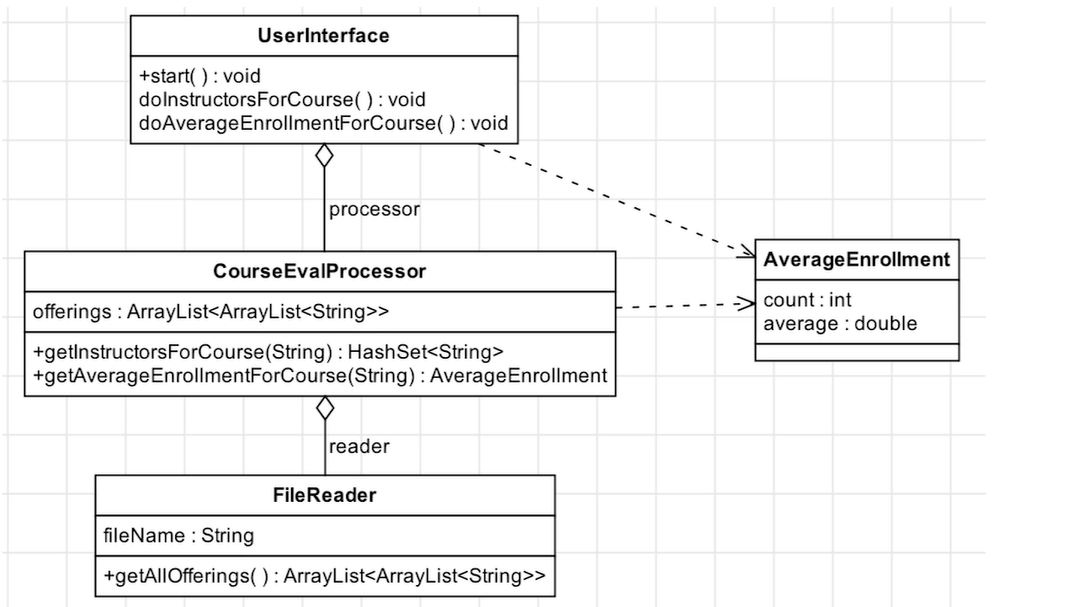 UserInterface
+start( ) : void
doInstructorsForCourse( ) : void
doAverageEnrollmentForCourse( ) : void
processor
CourseEvalProcessor
offerings : ArrayList<ArrayList<String>>
+getInstructorsForCourse(String) : HashSet<String>
+getAverageEnrollmentForCourse(String) : AverageEnrollment
AverageEnrollment
count : int
average : double
reader
FileReader
fileName : String
+getAllOfferings( ) : ArrayList<ArrayList<String>>